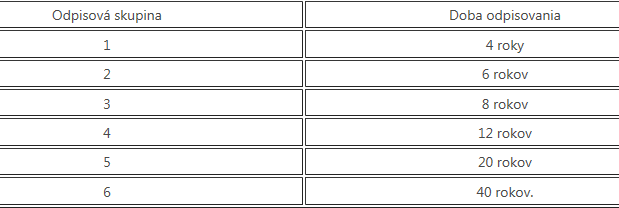 Odpisová skupina Doba odpisovania
1 4 roky
2 6 rokov
3 8 rokov
4 12 rokov
5 20 rokov
6 40 rokov.